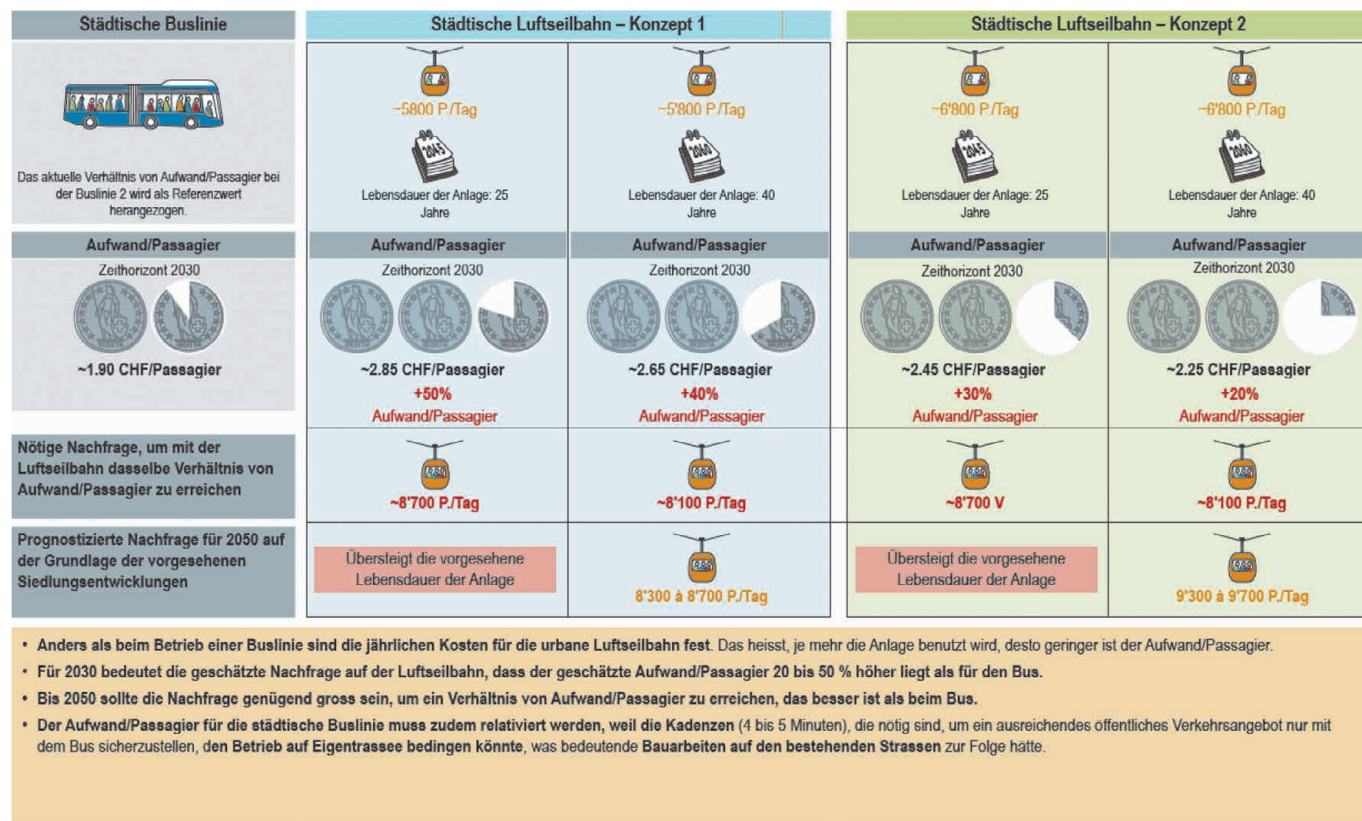 Städtische Buslinie
Das aktuelle Verhältnis von Aufwand/Passagier bei
der Buslinie 2 wird als Referenzwert
herangezogen.
Aufwand/Passagier
Zeithorizont 2030
~1.90 CHF/Passagier
Städtische Luftseilbahn – Konzept 1
~5800 P./Tag
2045
Lebensdauer der Anlage: 25
Jahre
Aufwand/Passagier
Zeithorizont 2030
~2.85 CHF/Passagier
+50%
Aufwand/Passagier
~5'800 P./Tag
2060
Lebensdauer der Anlage: 40
Jahre
Aufwand/Passagier
Zeithorizont 2030
~2.65 CHF/Passagier
+40%
Aufwand/Passagier
Städtische Luftseilbahn – Konzept 2
~6'800 P./Tag
2045
Lebensdauer der Anlage: 25
Jahre
Aufwand/Passagier
Zeithorizont 2030
~2.45 CHF/Passagier
+30%
Aufwand/Passagier
~6'800 P./Tag
2060
Lebensdauer der Anlage: 40
Jahre
Aufwand/Passagier
Zeithorizont 2030
~2.25 CHF/Passagier
+20%
Aufwand/Passagier
Nötige Nachfrage, um mit der
Luftseilbahn dasselbe Verhältnis von
Aufwand/Passagier zu erreichen
~8'700 P./Tag
~8'100 P./Tag
~8'700 V
~8'100 P./Tag
Prognostizierte Nachfrage für 2050 auf
der Grundlage der vorgesehenen
Siedlungsentwicklungen
Übersteigt die vorgesehene
Lebensdauer der Anlage
8'300 à 8'700 P./Tag
Übersteigt die vorgesehene
Lebensdauer der Anlage
9'300 à 9'700 P./Tag
• Anders als beim Betrieb einer Buslinie sind die jährlichen Kosten für die urbane Luftseilbahn fest. Das heisst, je mehr die Anlage benutzt wird, desto geringer ist der Aufwand/Passagier.
• Für 2030 bedeutet die geschätzte Nachfrage auf der Luftseilbahn, dass der geschätzte Aufwand/Passagier 20 bis 50 % höher liegt als für den Bus.
• Bis 2050 sollte die Nachfrage genügend gross sein, um ein Verhältnis von Aufwand/Passagier zu erreichen, das besser ist als beim Bus.
• Der Aufwand/Passagier für die städtische Buslinie muss zudem relativiert werden, weil die Kadenzen (4 bis 5 Minuten), die nötig sind, um ein ausreichendes öffentliches Verkehrsangebot nur mit
dem Bus sicherzustellen, den Betrieb auf Eigentrassee bedingen könnte, was bedeutende Bauarbeiten auf den bestehenden Strassen zur Folge hätte.